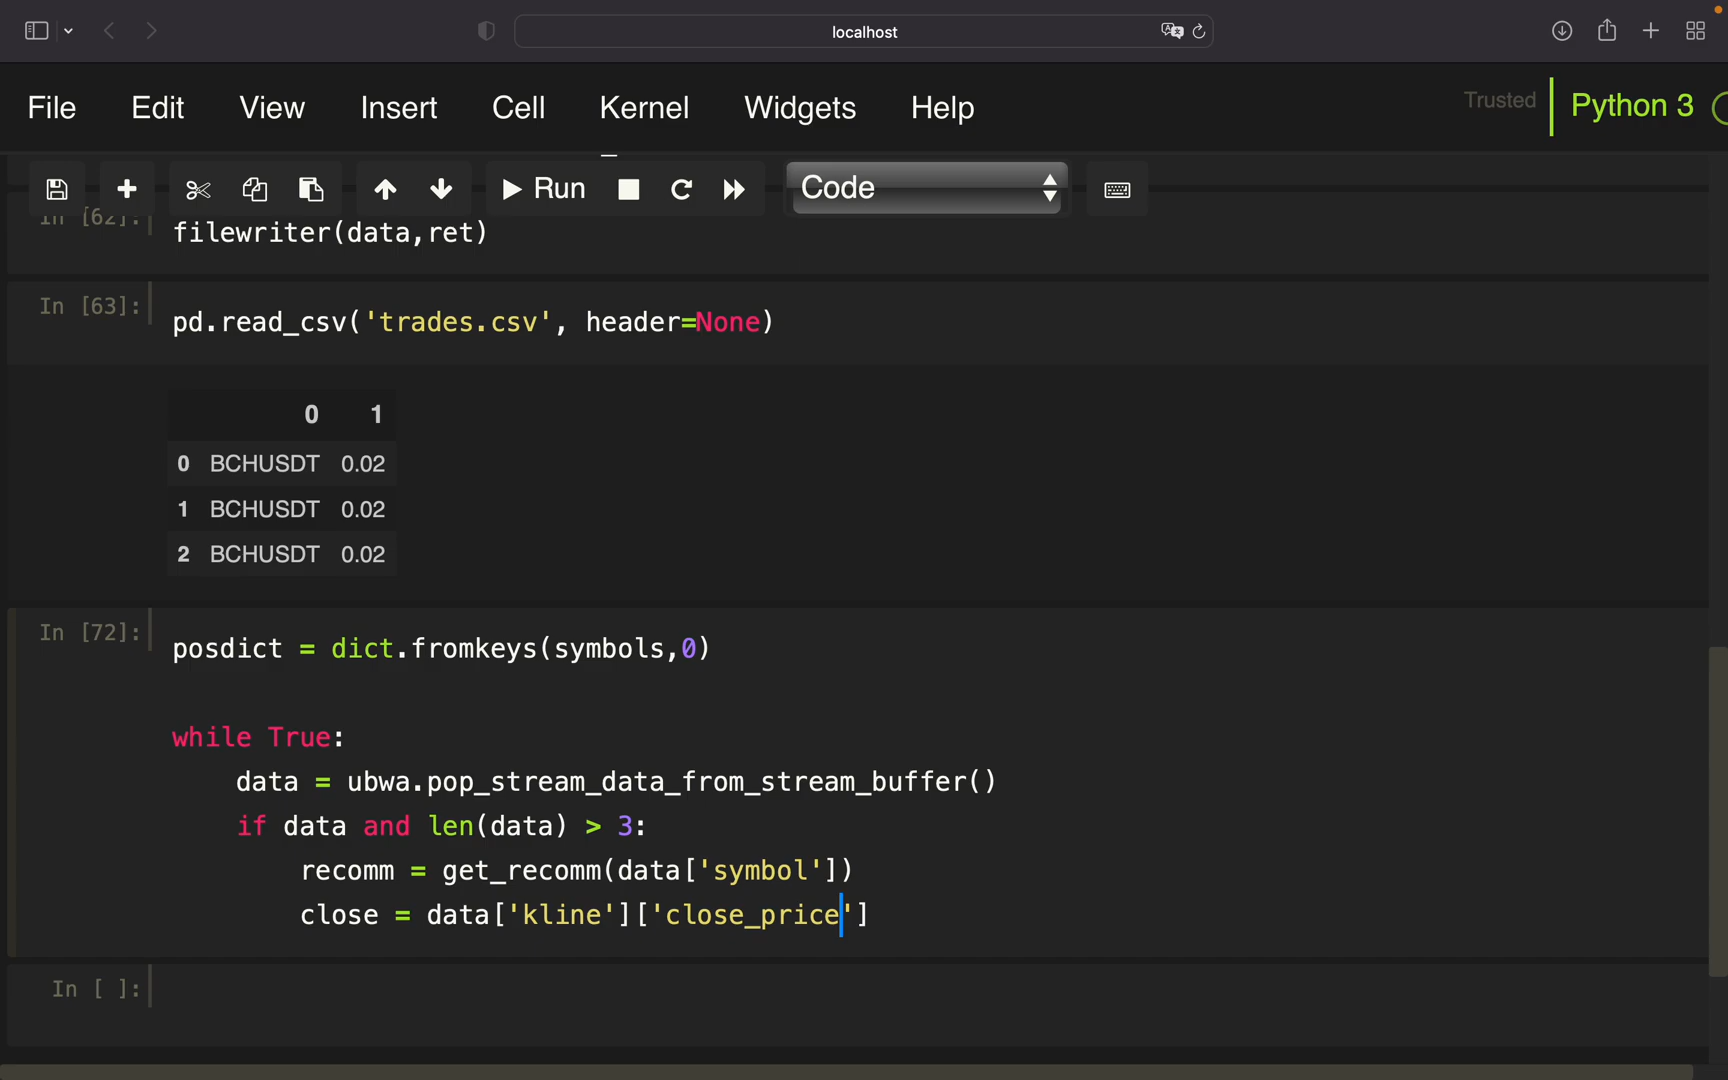 localhost
File Edit View Insert Cell Kernel Widgets Help Trusted Python 3
Run Code
In [62]:
filewriter(data,ret)
In [63]:
pd.read_csv('trades.csv', header=None)
0 1
0 BCHUSDT 0.02
1 BCHUSDT 0.02
2 BCHUSDT 0.02
In [72]:
posdict = dict.fromkeys(symbols,0)
while True:
data = ubwa.pop_stream_data_from_stream_buffer()
if data and len(data) > 3:
recomm = get_recomm(data['symbol'])
close = data['kline']['close_price']
In [ ]: